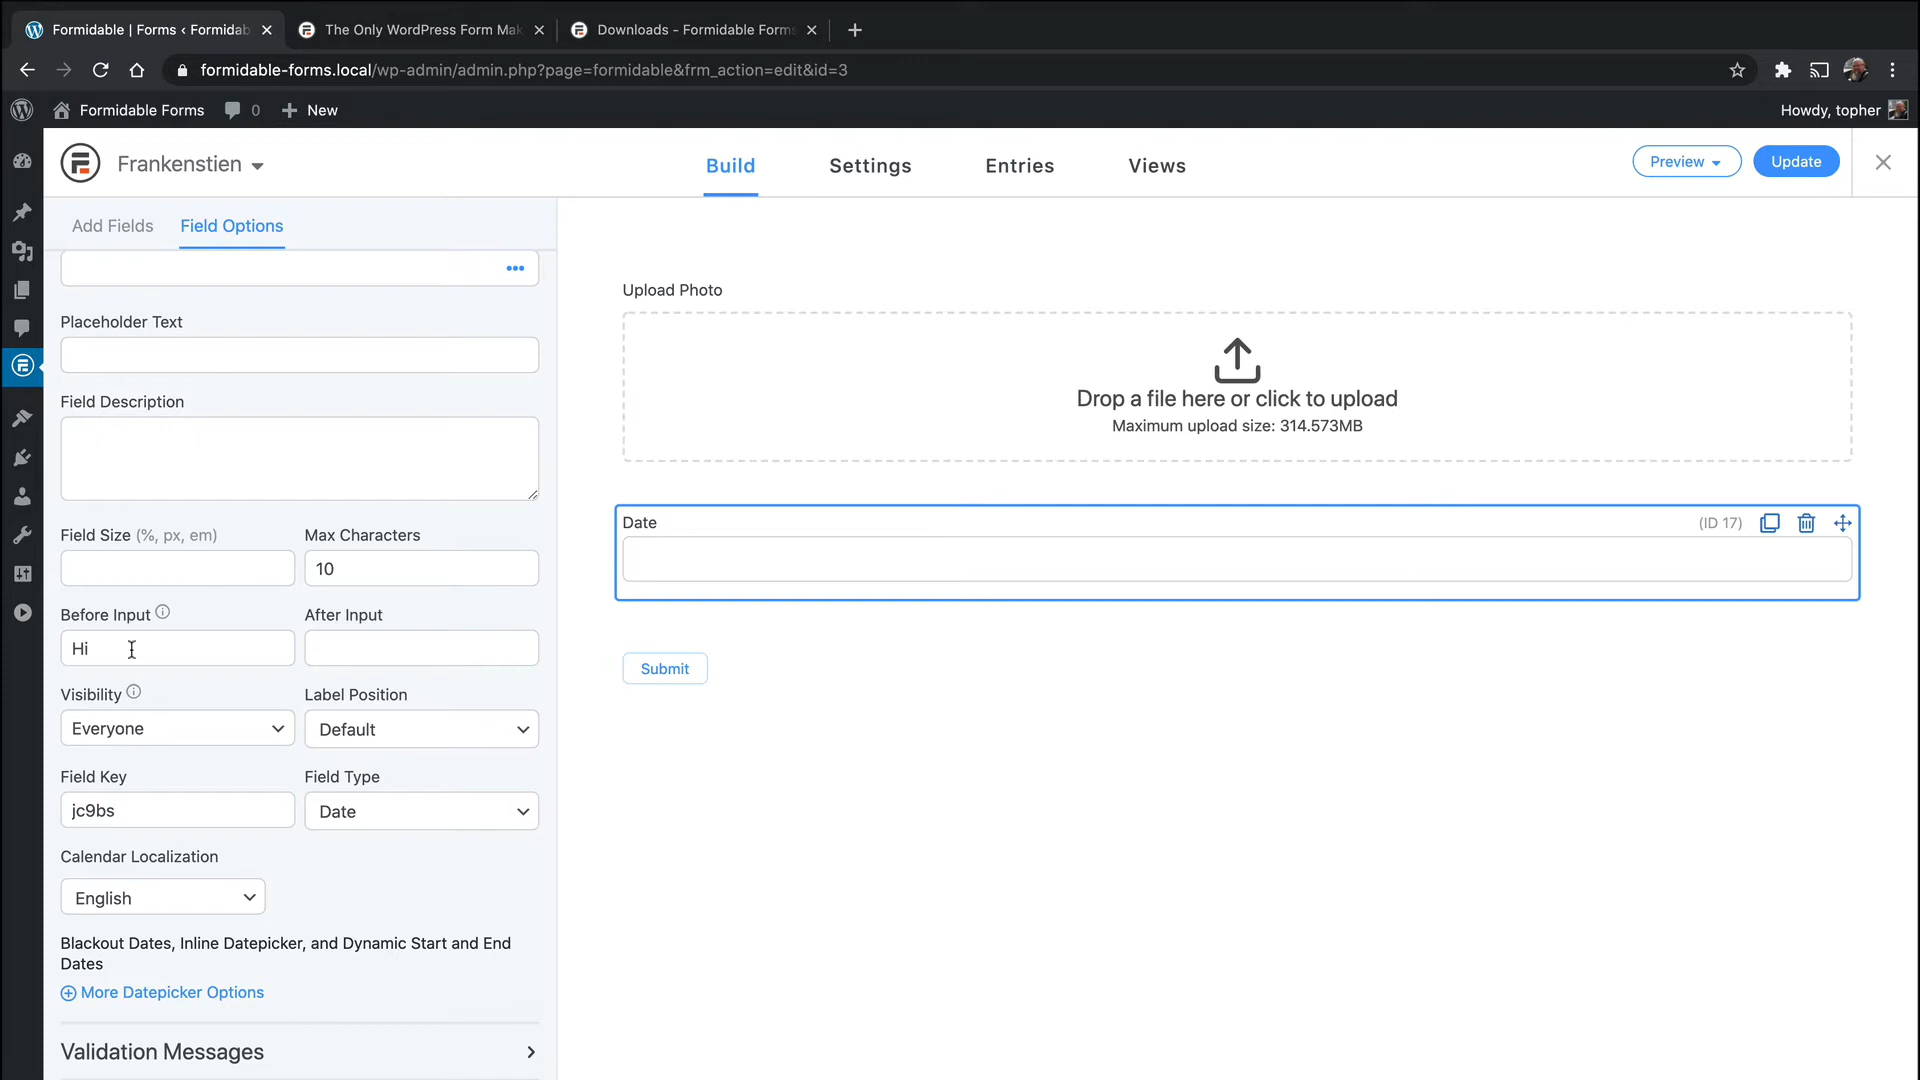 Formidable | Forms ‹ Formidab
The Only WordPress Form Mak
Downloads - Formidable Forms
formidable-forms.local/wp-admin/admin.php?page=formidable&frm_action=edit&id=3
Formidable Forms
0
New
Howdy, topher
Frankenstien
Build
Settings
Entries
Views
Preview
Update
Add Fields
Field Options
Placeholder Text
Field Description
Field Size (%, px, em)
Max Characters
10
Before Input
After Input
Hi
Visibility
Label Position
Everyone
Default
Field Key
Field Type
jc9bs
Date
Calendar Localization
English
Blackout Dates, Inline Datepicker, and Dynamic Start and End
Dates
More Datepicker Options
Validation Messages
Upload Photo
Drop a file here or click to upload
Maximum upload size: 314.573MB
Date
(ID 17)
Submit